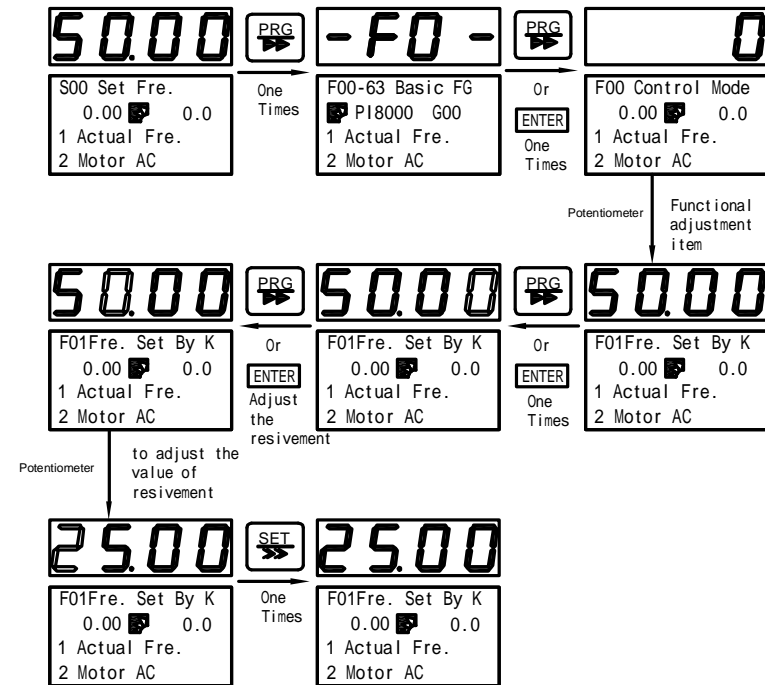 50.00
PRG
-F0-
PRG
0
S00 Set Fre.
0.00 0.0
1 Actual Fre.
2 Motor AC
One
Times
F00-63 Basic FG
PI8000 G00
1 Actual Fre.
2 Motor AC
Or
ENTER
One
Times
F00 Control Mode
0.00 0.0
1 Actual Fre.
2 Motor AC
Potentiometer
Functional
adjustment
item
50.00
PRG
50.00
PRG
50.00
F01Fre. Set By K
0.00 0.0
1 Actual Fre.
2 Motor AC
Or
ENTER
Adjust
the
resivement
F01Fre. Set By K
0.00 0.0
1 Actual Fre.
2 Motor AC
Or
ENTER
One
Times
F01Fre. Set By K
0.00 0.0
1 Actual Fre.
2 Motor AC
Potentiometer
to adjust the
value of
resivement
25.00
SET
25.00
F01Fre. Set By K
0.00 0.0
1 Actual Fre.
2 Motor AC
One
Times
F01Fre. Set By K
0.00 0.0
1 Actual Fre.
2 Motor AC